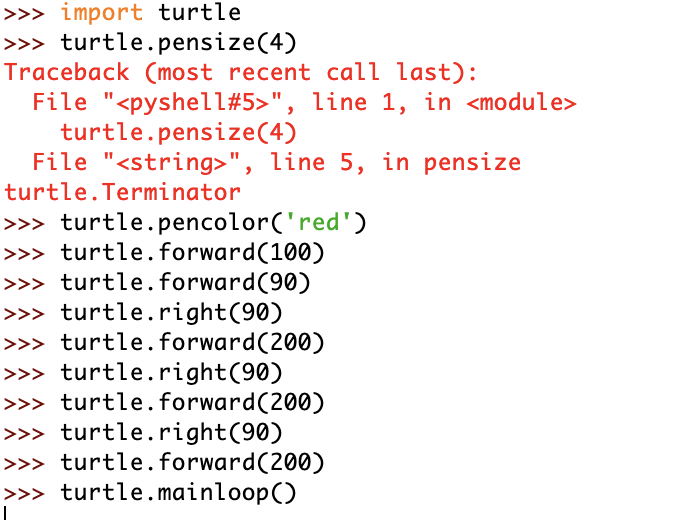 >>> import turtle
>>> turtle.pensize(4)
Traceback (most recent call last):
  File "<pyshell#5>", line 1, in <module>
    turtle.pensize(4)
  File "<string>", line 5, in pensize
turtle.Terminator
>>> turtle.pencolor('red')
>>> turtle.forward(100)
>>> turtle.forward(90)
>>> turtle.right(90)
>>> turtle.forward(200)
>>> turtle.right(90)
>>> turtle.forward(200)
>>> turtle.right(90)
>>> turtle.forward(200)
>>> turtle.mainloop()